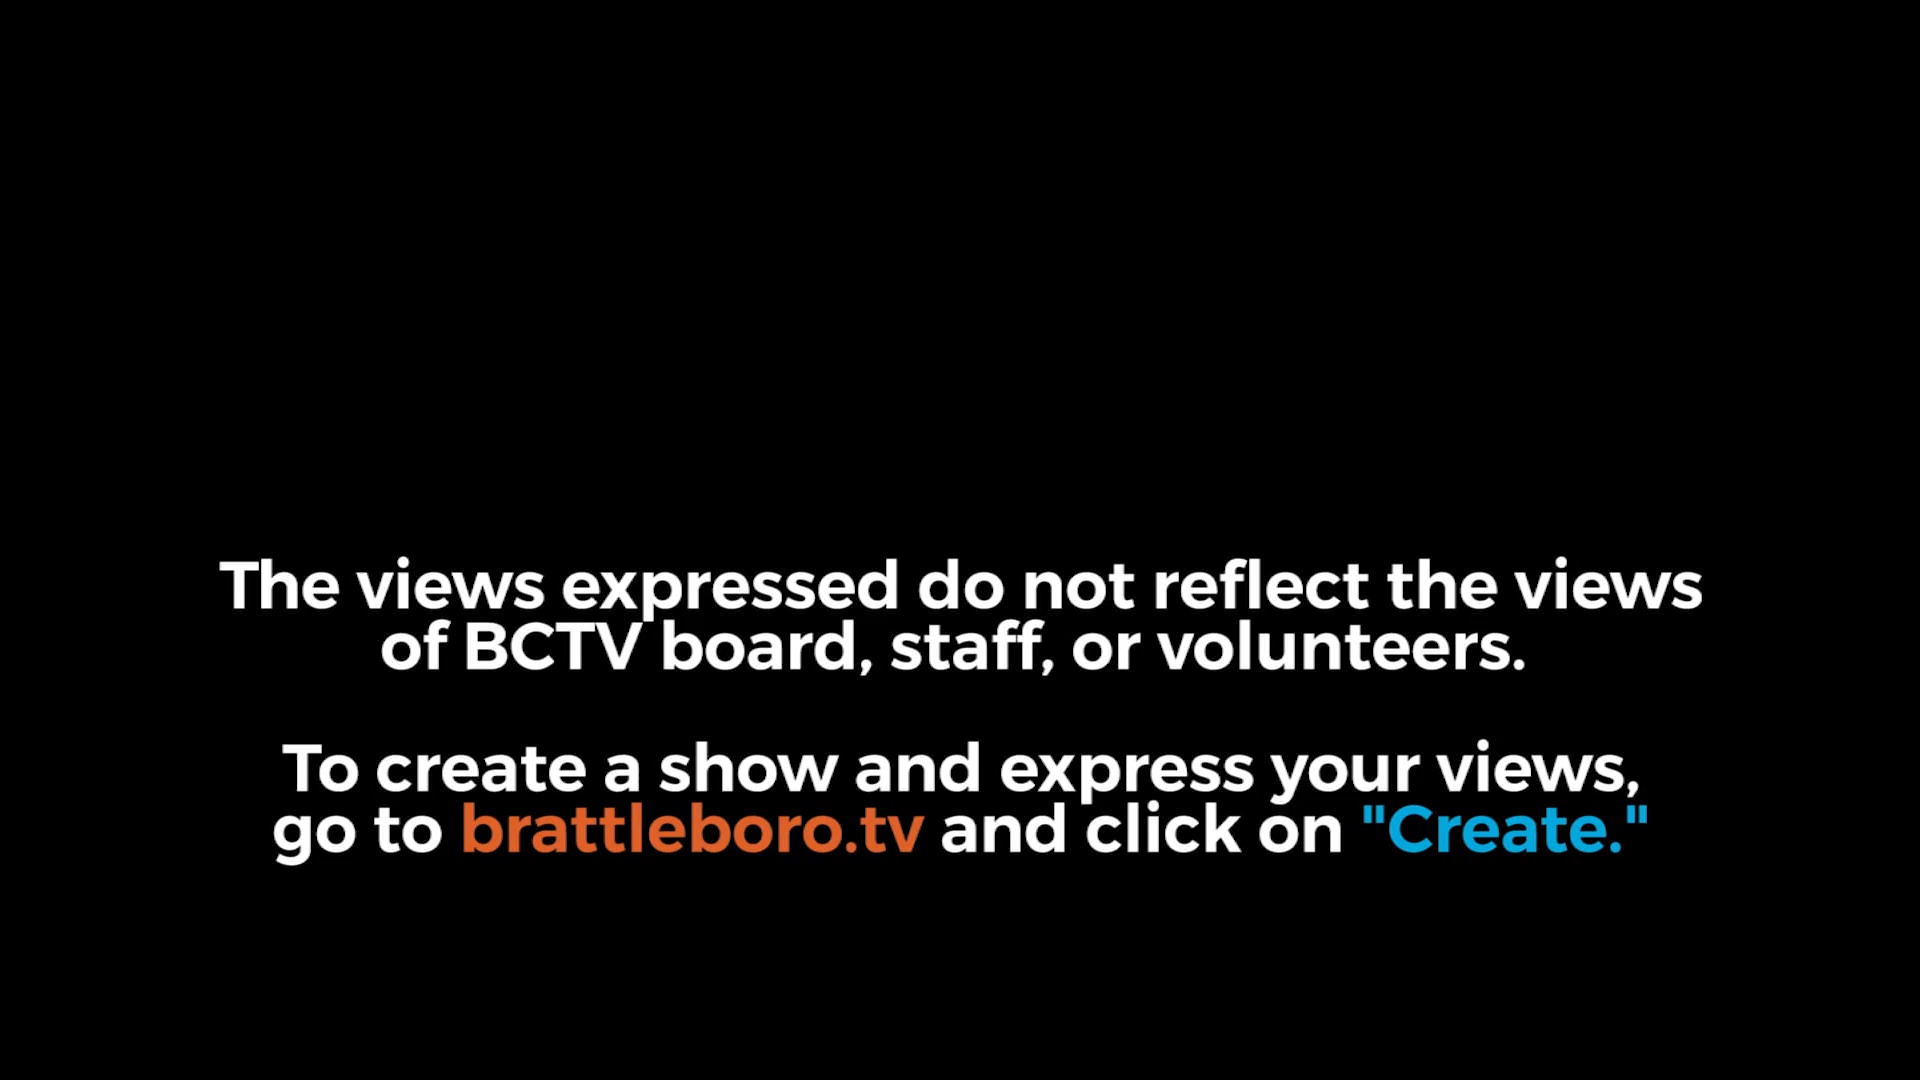 The views expressed do not reflect the views
of BCTV board, staff, or volunteers.
To create a show and express your views,
go to brattleboro.tv and click on "Create."